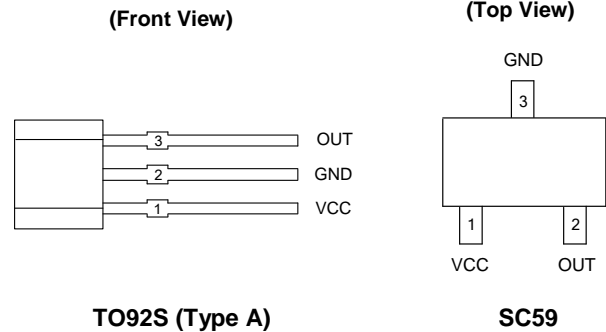 (Front View)
3 OUT
2 GND
1 VCC
TO92S (Type A)
(Top View)
GND
3
1 2
VCC OUT
SC59